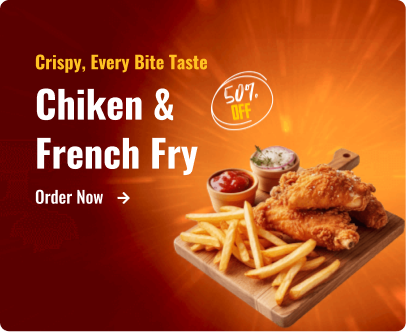 Crispy, Every Bite Taste
Chiken &
French Fry
50%
OFF
Order Now